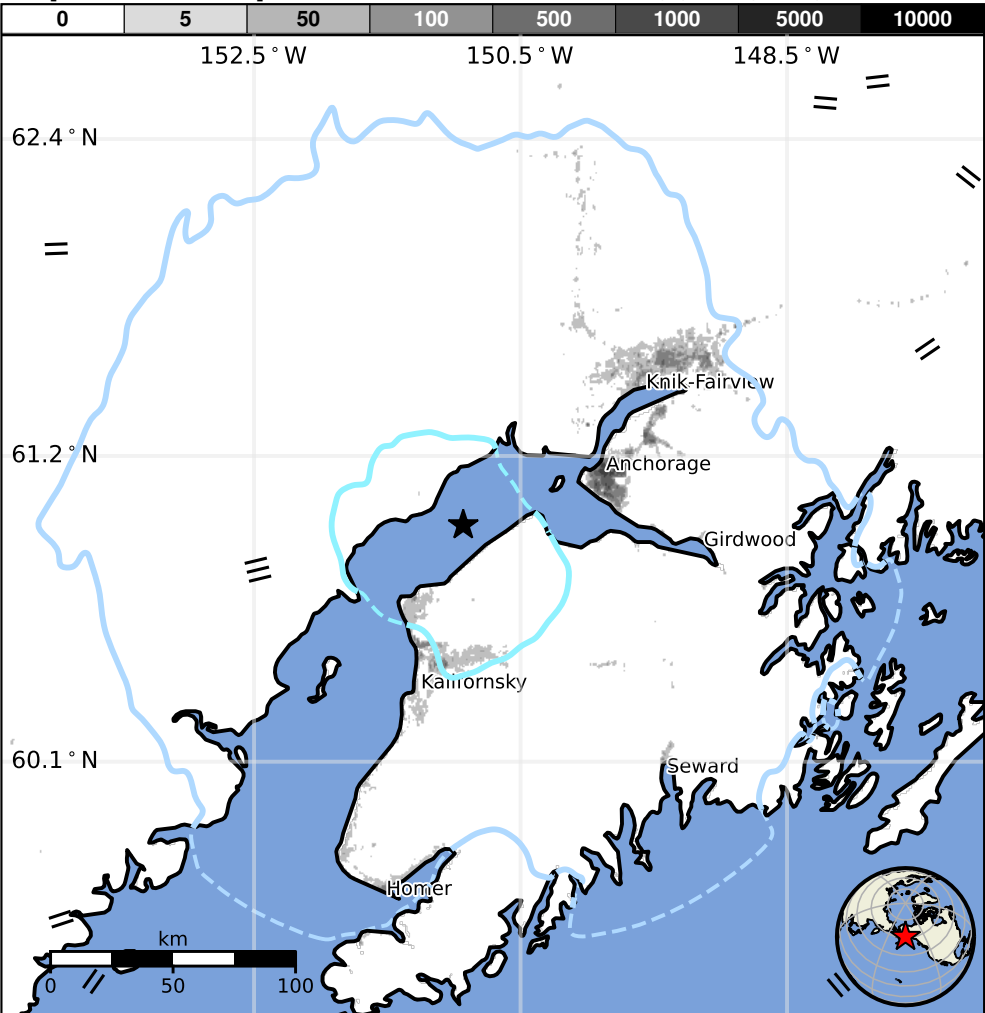 0 5 50 100 500 1000 5000 10000
152.5°W 150.5°W 148.5°W
62.4°N
Knik-Fairview
61.2°N
Anchorage
Girdwood
Kalifornsky
60.1°N
Seward
Homer
km
0 50 100